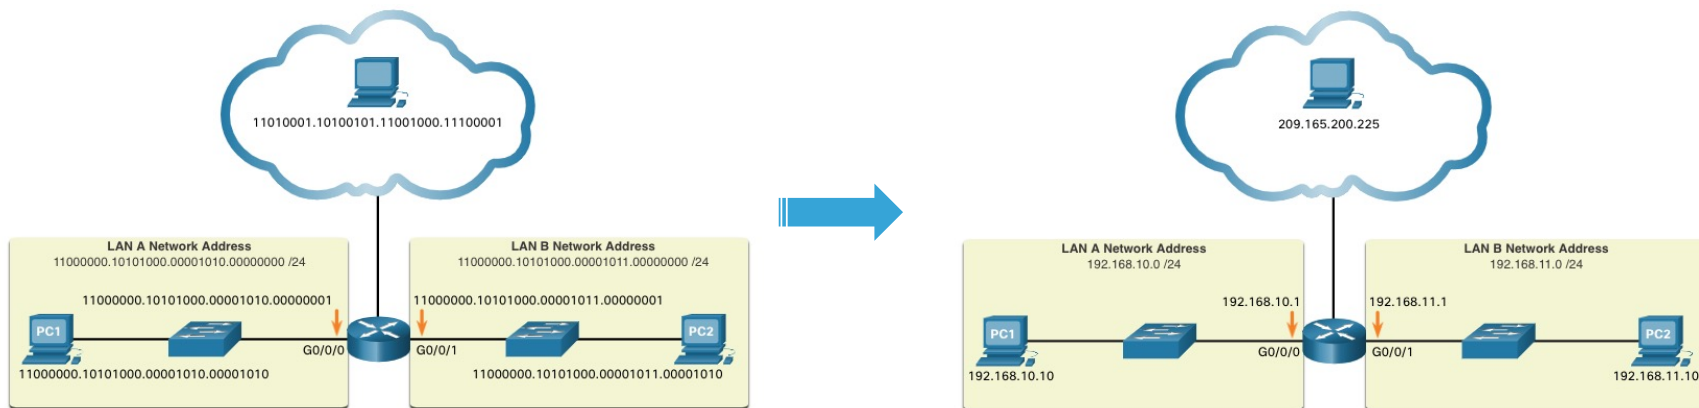 11010001.10100101.11001000.11100001
LAN A Network Address
11000000.10101000.00001010.00000000 /24
11000000.10101000.00001010.00000001
PC1
G0/0/0
11000000.10101000.00001010.00001010
LAN B Network Address
11000000.10101000.00001011.00000000 /24
11000000.10101000.00001011.00000001
PC2
G0/0/1
11000000.10101000.00001011.00001010
209.165.200.225
LAN A Network Address
192.168.10.0 /24
192.168.10.1
PC1
G0/0/0
192.168.10.10
LAN B Network Address
192.168.11.0 /24
192.168.11.1
PC2
G0/0/1
192.168.11.10